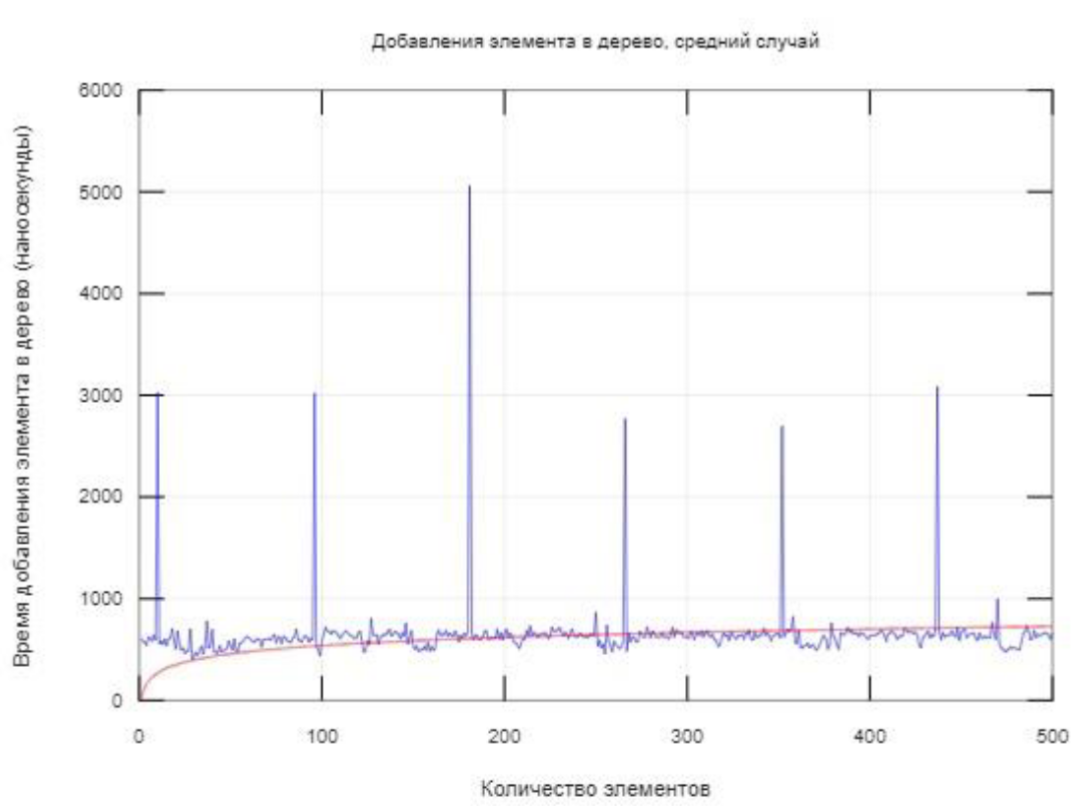 Добавления элемента в дерево, средний случай
Время добавления элемента в дерево (наносекунды)
6000
5000
4000
3000
2000
1000
0
0 100 200 300 400 500
Количество элементов